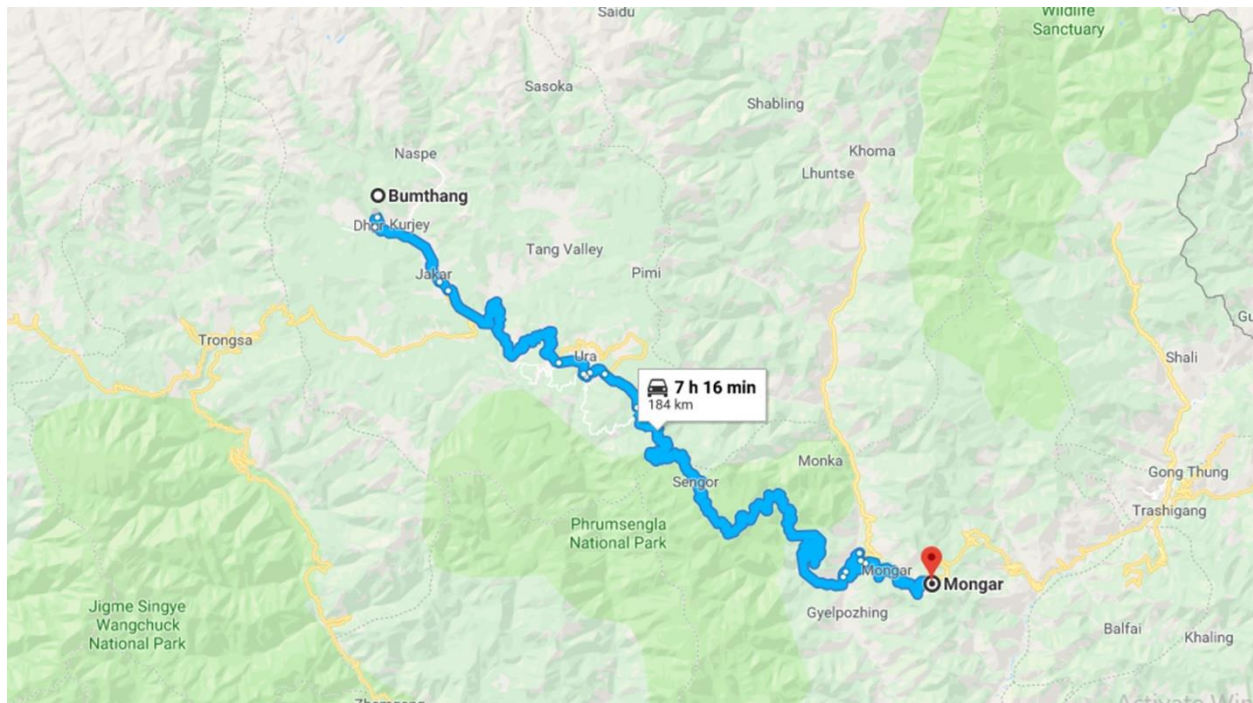 Saidu
Wildlife
Sanctuary
Sasoka
Shabling
Naspe
Khoma
Lhuntse
Bumthang
Dhur Kurjey
Tang Valley
Pimi
Jakar
Trongsa
Ura
Shali
7 h 16 min
184 km
Monka
Sengor
Gong Thung
Trashigang
Phrumsengla
National Park
Mongar
Mongar
Jigme Singye
Wangchuck
National Park
Gyelpozhing
Balfai
Khaling